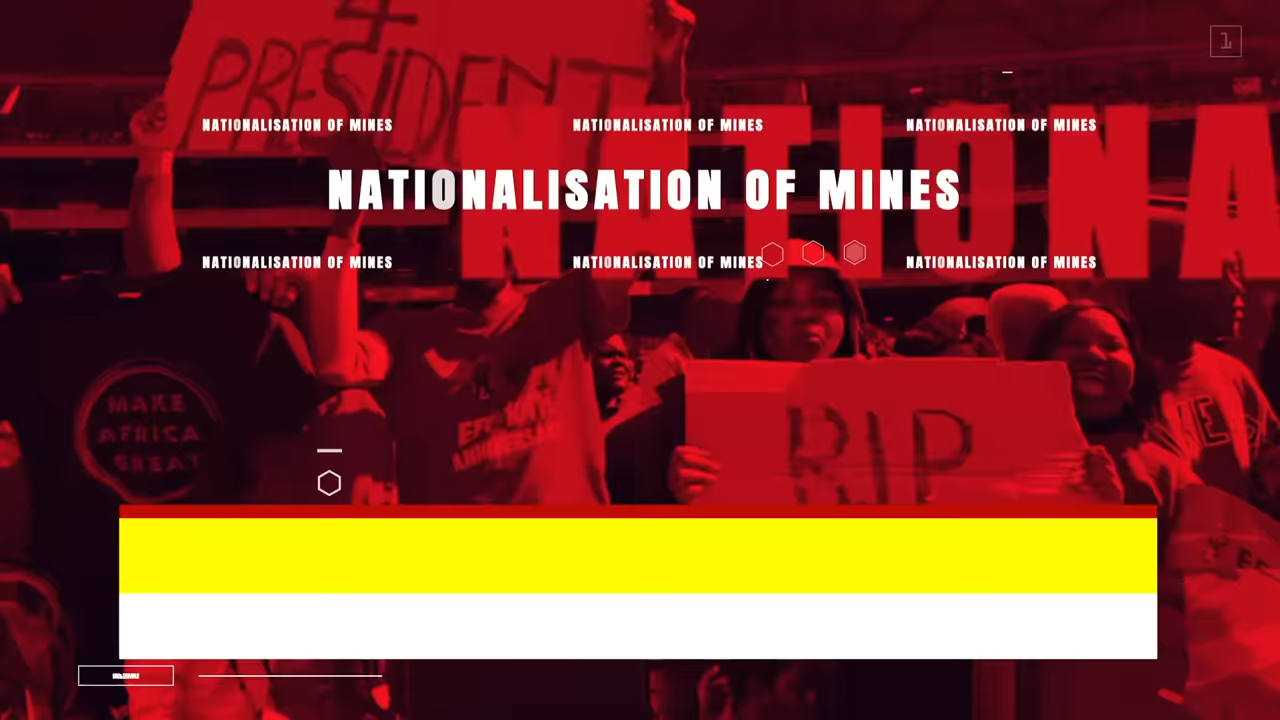 4
PRESIDENT
1
NATIONA
NATIONALISATION OF MINES
NATIONALISATION OF MINES
NATIONALISATION OF MINES
NATIONALISATION OF MINES
NATIONALISATION OF MINES
NATIONALISATION OF MINES
NATIONALISATION OF MINES
MAKE
AFRICA
GREAT
RIP